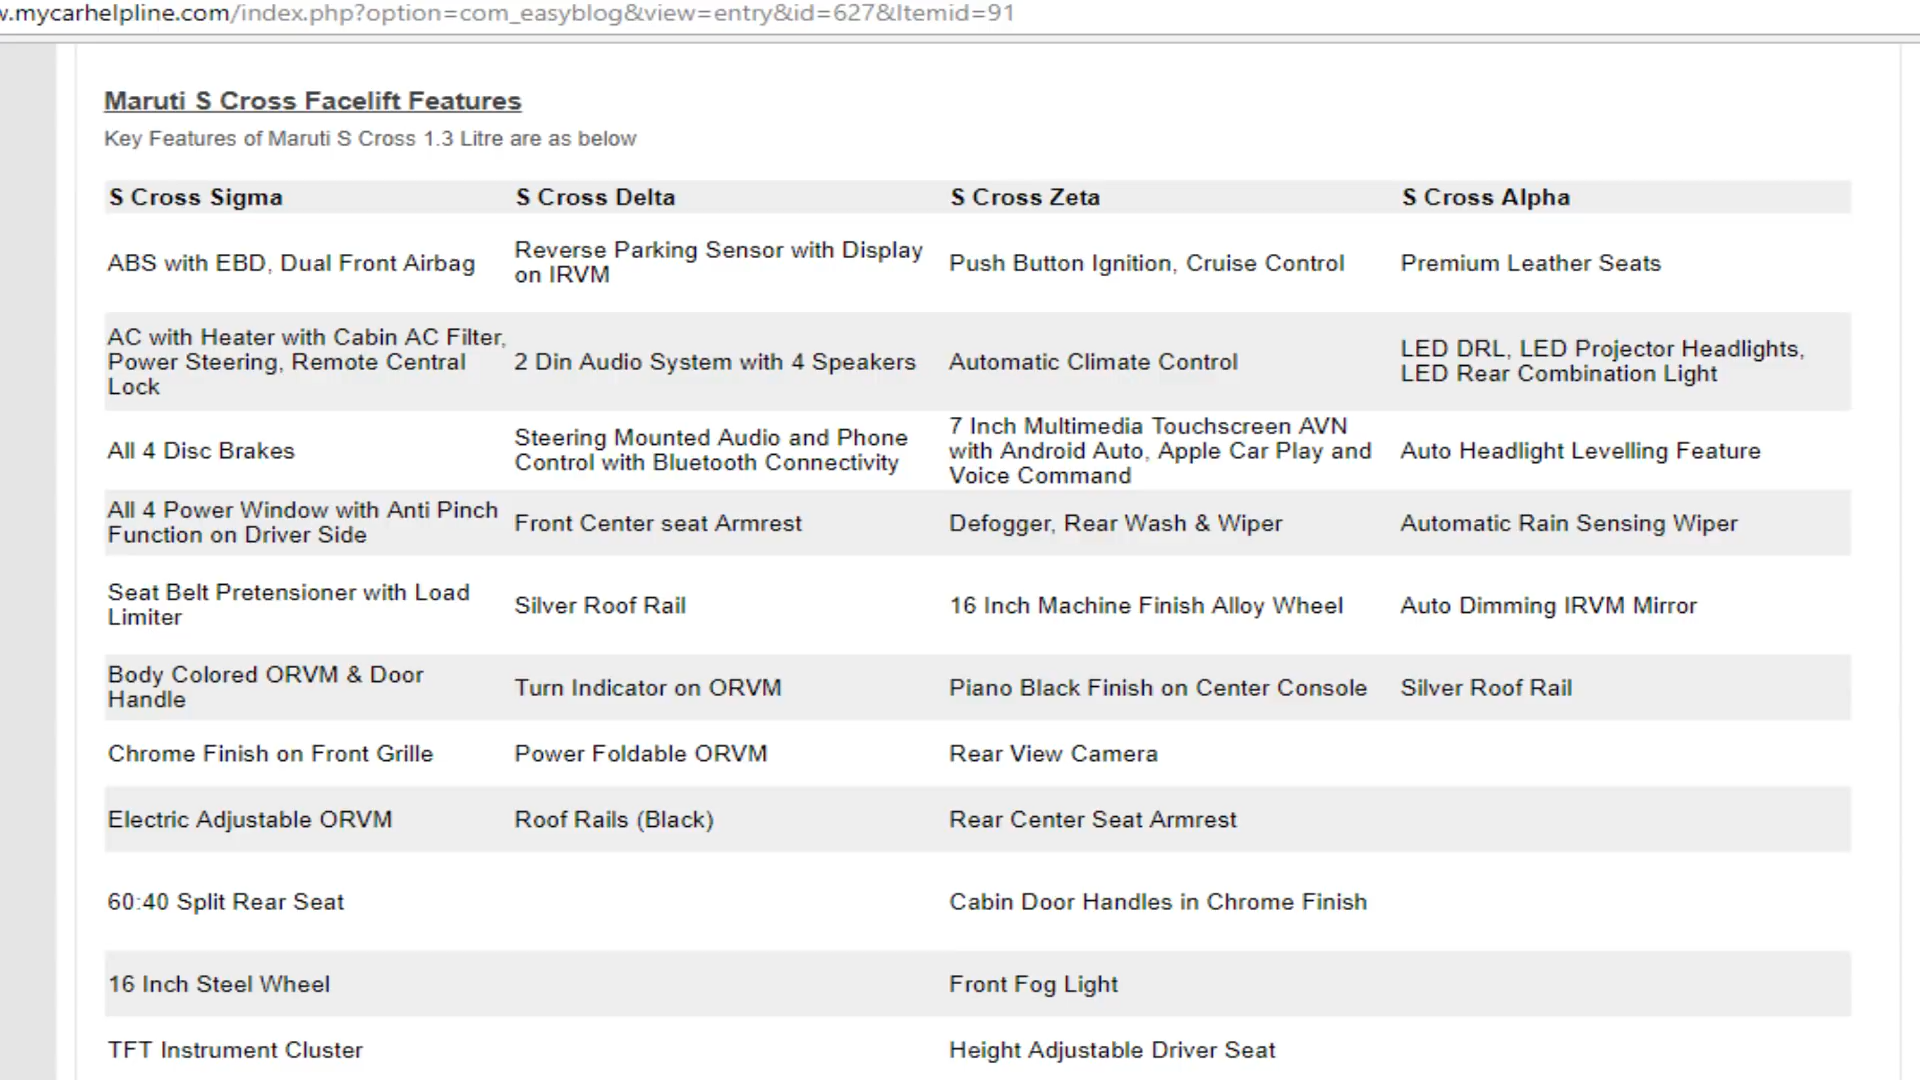 .mycarhelpline.com/index.php?option=com_easyblog&view=entry&id=627&Itemid=91
Maruti S Cross Facelift Features
Key Features of Maruti S Cross 1.3 Litre are as below
S Cross Sigma S Cross Delta S Cross Zeta S Cross Alpha
ABS with EBD, Dual Front Airbag
Reverse Parking Sensor with Display
on IRVM
Push Button Ignition, Cruise Control
Premium Leather Seats
AC with Heater with Cabin AC Filter,
Power Steering, Remote Central
Lock
2 Din Audio System with 4 Speakers
Automatic Climate Control
LED DRL, LED Projector Headlights,
LED Rear Combination Light
All 4 Disc Brakes
Steering Mounted Audio and Phone
Control with Bluetooth Connectivity
7 Inch Multimedia Touchscreen AVN
with Android Auto, Apple Car Play and
Voice Command
Auto Headlight Levelling Feature
All 4 Power Window with Anti Pinch
Function on Driver Side
Front Center seat Armrest
Defogger, Rear Wash & Wiper
Automatic Rain Sensing Wiper
Seat Belt Pretensioner with Load
Limiter
Silver Roof Rail
16 Inch Machine Finish Alloy Wheel
Auto Dimming IRVM Mirror
Body Colored ORVM & Door
Handle
Turn Indicator on ORVM
Piano Black Finish on Center Console
Silver Roof Rail
Chrome Finish on Front Grille
Power Foldable ORVM
Rear View Camera
Electric Adjustable ORVM
Roof Rails (Black)
Rear Center Seat Armrest
60:40 Split Rear Seat
Cabin Door Handles in Chrome Finish
16 Inch Steel Wheel
Front Fog Light
TFT Instrument Cluster
Height Adjustable Driver Seat